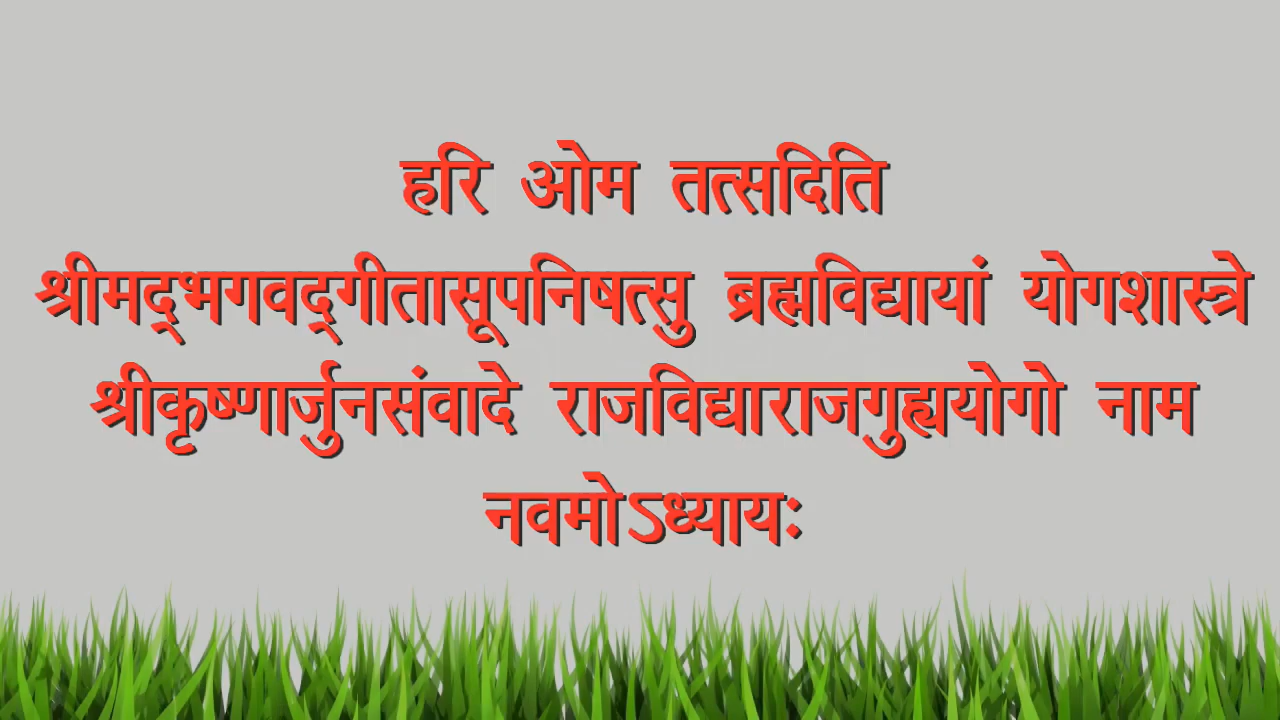 हरि ओम तत्सदिति
श्रीमद्‌भगवद्‌गीतासूपनिषत्सु ब्रह्मविद्यायां योगशास्त्रे
श्रीकृष्णार्जुनसंवादे राजविद्याराजगुह्ययोगो नाम
नवमोऽध्यायः